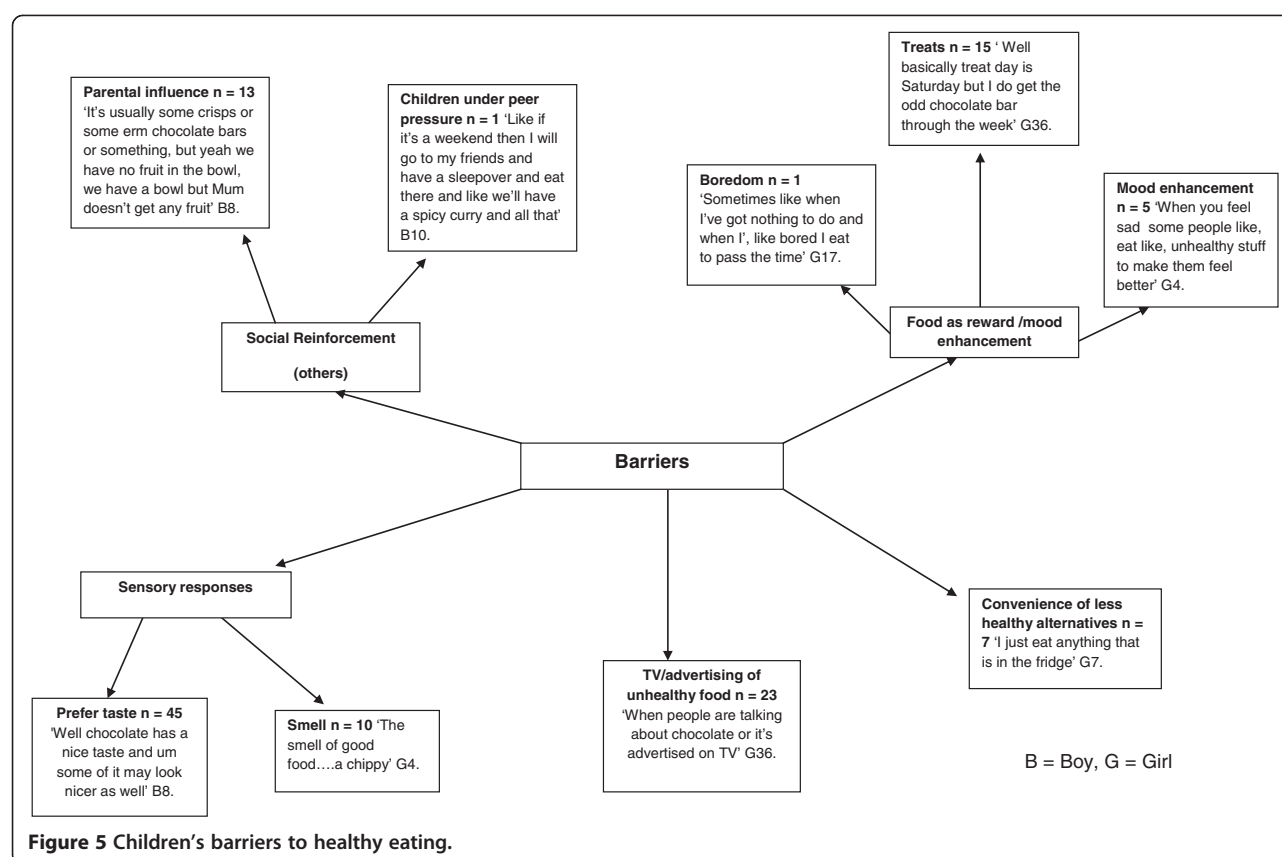 Parental influence n = 13
'It's usually some crisps or
some erm chocolate bars
or something, but yeah we
have no fruit in the bowl,
we have a bowl but Mum
doesn't get any fruit' B8.
Children under peer
pressure n = 1 'Like if
it's a weekend then I will
go to my friends and
have a sleepover and eat
there and like we'll have
a spicy curry and all that'
B10.
Treats n = 15 ' Well
basically treat day is
Saturday but I do get the
odd chocolate bar
through the week' G36.
Boredom n = 1
'Sometimes like when
I've got nothing to do and
when I', like bored I eat
to pass the time' G17.
Mood enhancement
n = 5 'When you feel
sad some people like,
eat like, unhealthy stuff
to make them feel
better' G4.
Social Reinforcement
(others)
Food as reward /mood
enhancement
Barriers
Sensory responses
Convenience of less
healthy alternatives n =
7 'I just eat anything that
is in the fridge' G7.
Prefer taste n = 45
'Well chocolate has a
nice taste and um
some of it may look
nicer as well' B8.
Smell n = 10 'The
smell of good
food....a chippy' G4.
TV/advertising of
unhealthy food n = 23
'When people are talking
about chocolate or it's
advertised on TV' G36.
B = Boy, G = Girl
Figure 5 Children's barriers to healthy eating.